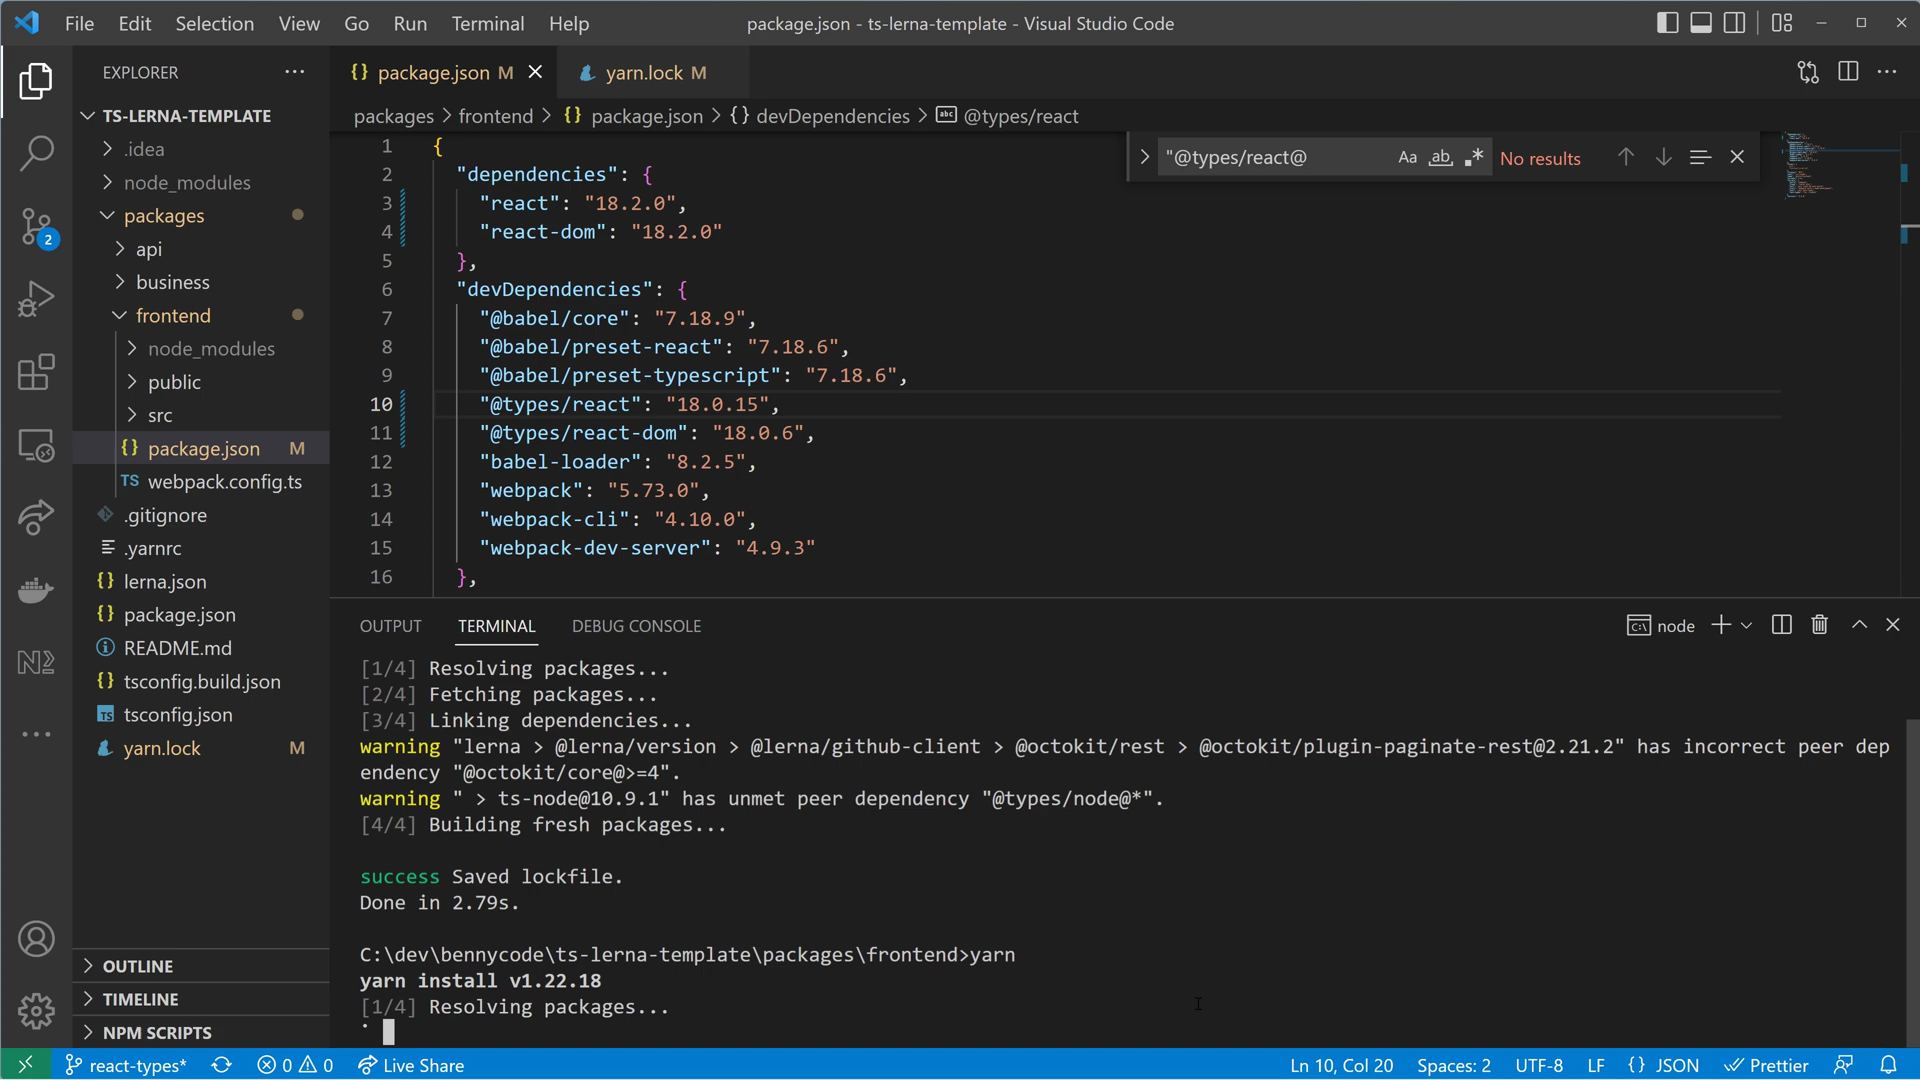 File Edit Selection View Go Run Terminal Help
package.json - ts-lerna-template - Visual Studio Code
EXPLORER
TS-LERNA-TEMPLATE
.idea
node_modules
packages
api
business
frontend
node_modules
public
src
{} package.json M
TS webpack.config.ts
.gitignore
.yarnrc
{} lerna.json
{} package.json
README.md
{} tsconfig.build.json
TS tsconfig.json
yarn.lock M
OUTLINE
TIMELINE
NPM SCRIPTS
2
{} package.json M
yarn.lock M
packages > frontend > {} package.json > {} devDependencies > abc @types/react
"@types/react@ Aa ab .* No results
1 {
2 "dependencies": {
3 "react": "18.2.0",
4 "react-dom": "18.2.0"
5 },
6 "devDependencies": {
7 "@babel/core": "7.18.9",
8 "@babel/preset-react": "7.18.6",
9 "@babel/preset-typescript": "7.18.6",
10 "@types/react": "18.0.15",
11 "@types/react-dom": "18.0.6",
12 "babel-loader": "8.2.5",
13 "webpack": "5.73.0",
14 "webpack-cli": "4.10.0",
15 "webpack-dev-server": "4.9.3"
16 },
OUTPUT TERMINAL DEBUG CONSOLE
node
[1/4] Resolving packages...
[2/4] Fetching packages...
[3/4] Linking dependencies...
warning "lerna > @lerna/version > @lerna/github-client > @octokit/rest > @octokit/plugin-paginate-rest@2.21.2" has incorrect peer dep
endency "@octokit/core@>=4".
warning " > ts-node@10.9.1" has unmet peer dependency "@types/node@*".
[4/4] Building fresh packages...
success Saved lockfile.
Done in 2.79s.
C:\dev\bennycode\ts-lerna-template\packages\frontend>yarn
yarn install v1.22.18
[1/4] Resolving packages...
react-types* 0 0 Live Share
Ln 10, Col 20 Spaces: 2 UTF-8 LF {} JSON Prettier